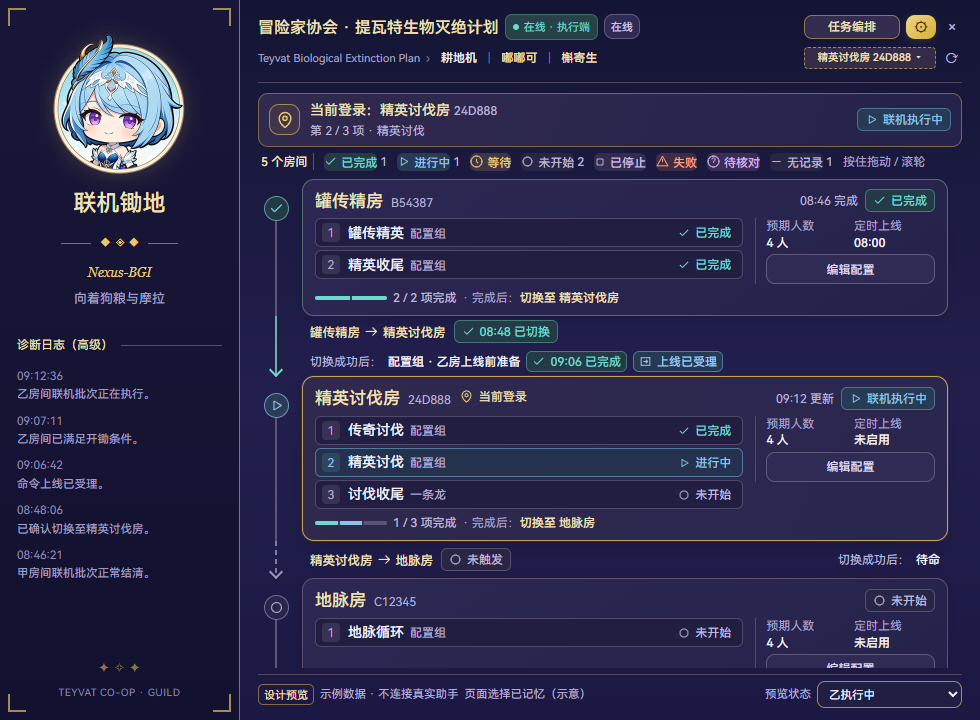 联机锄地
Nexus-BGI
向着狗粮与摩拉
诊断日志（高级）
09:12:36
乙房间联机批次正在执行。
09:07:11
乙房间已满足开锄条件。
09:06:42
命令上线已受理。
08:48:06
已确认切换至精英讨伐房。
08:46:21
甲房间联机批次正常结清。
TEYVAT CO-OP · GUILD
冒险家协会 · 提瓦特生物灭绝计划 在线 · 执行端 在线 任务编排 ×
Teyvat Biological Extinction Plan › 耕地机 | 嘟嘟可 | 槲寄生 精英讨伐房 24D888
当前登录：精英讨伐房 24D888
第 2 / 3 项 · 精英讨伐 联机执行中
5 个房间 已完成 1 进行中 1 等待 未开始 2 已停止 失败 待核对 无记录 1 按住拖动 / 滚轮
罐传精房 B54387 08:46 完成 已完成
1 罐传精英 配置组 已完成
2 精英收尾 配置组 已完成
2 / 2 项完成 · 完成后：切换至 精英讨伐房
预期人数 定时上线
4 人 08:00
编辑配置
罐传精房 → 精英讨伐房 08:48 已切换
切换成功后： 配置组 · 乙房上线前准备 09:06 已完成 上线已受理
精英讨伐房 24D888 当前登录 09:12 更新 联机执行中
1 传奇讨伐 配置组 已完成
2 精英讨伐 配置组 进行中
3 讨伐收尾 一条龙 未开始
1 / 3 项完成 · 完成后：切换至 地脉房
预期人数 定时上线
4 人 未启用
编辑配置
精英讨伐房 → 地脉房 未触发 切换成功后： 待命
地脉房 C12345 未开始
1 地脉循环 配置组 未开始
预期人数 定时上线
4 人 未启用
编辑配置
设计预览 示例数据 · 不连接真实助手 页面选择已记忆（示意） 预览状态 乙执行中